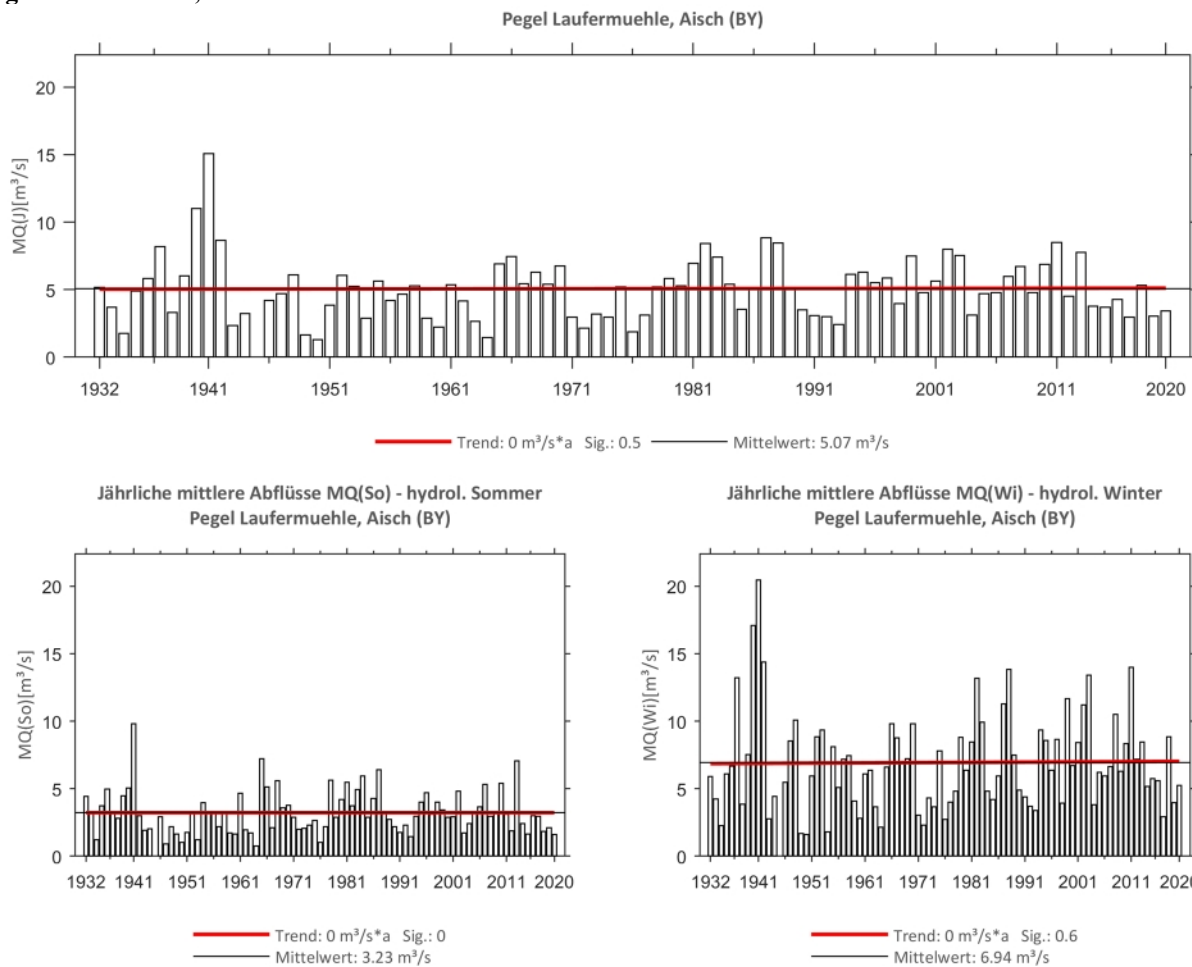 Pegel Laufermuehle, Aisch (BY)
20
15
10
5
0
MQ(J)[m³/s]
1932 1941 1951 1961 1971 1981 1991 2001 2011 2020
Trend: 0 m³/s*a Sig.: 0.5 Mittelwert: 5.07 m³/s
Jährliche mittlere Abflüsse MQ(So) - hydrol. Sommer
Pegel Laufermuehle, Aisch (BY)
20
15
10
5
0
MQ(So)[m³/s]
1932 1941 1951 1961 1971 1981 1991 2001 2011 2020
Trend: 0 m³/s*a Sig.: 0
Mittelwert: 3.23 m³/s
Jährliche mittlere Abflüsse MQ(Wi) - hydrol. Winter
Pegel Laufermuehle, Aisch (BY)
20
15
10
5
0
MQ(Wi)[m³/s]
1932 1941 1951 1961 1971 1981 1991 2001 2011 2020
Trend: 0 m³/s*a Sig.: 0.6
Mittelwert: 6.94 m³/s